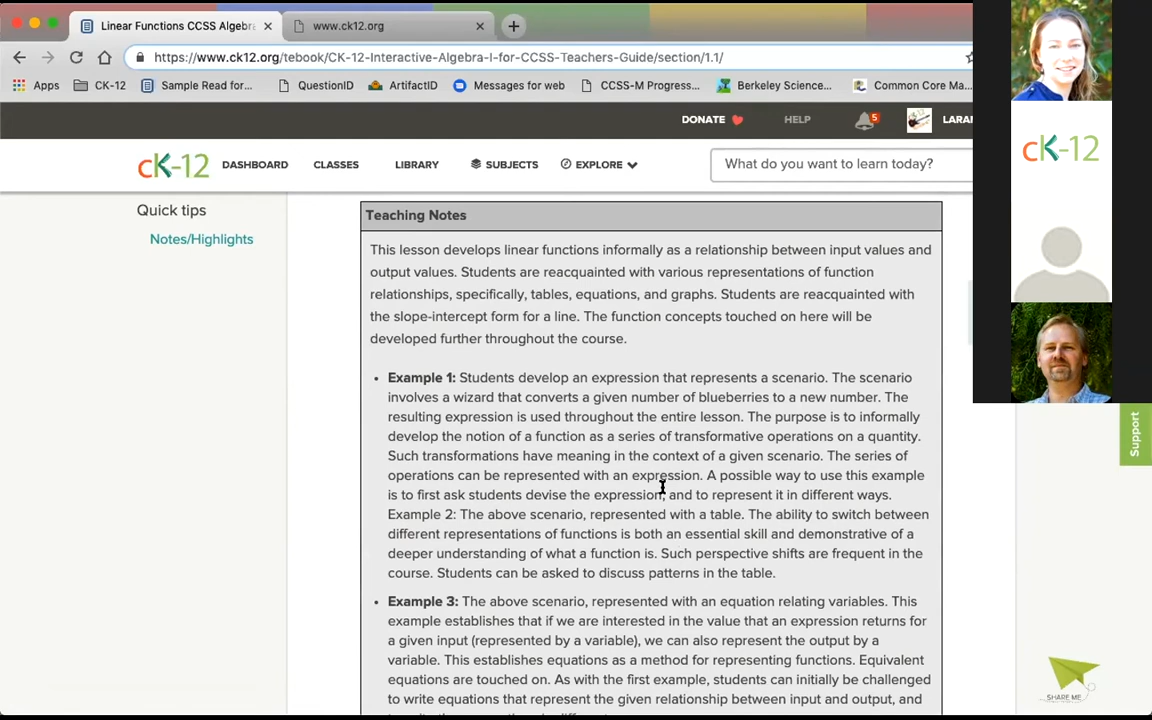 Linear Functions CCSS Algebra
www.ck12.org
https://www.ck12.org/tebook/CK-12-Interactive-Algebra-I-for-CCSS-Teachers-Guide/section/1.1/
Apps CK-12 Sample Read for... QuestionID ArtifactID Messages for web CCSS-M Progress... Berkeley Science... Common Core Ma...
DONATE HELP 5 LARA
cK-12 DASHBOARD CLASSES LIBRARY SUBJECTS EXPLORE What do you want to learn today?
cK-12
Quick tips
Notes/Highlights
Teaching Notes
This lesson develops linear functions informally as a relationship between input values and
output values. Students are reacquainted with various representations of function
relationships, specifically, tables, equations, and graphs. Students are reacquainted with
the slope-intercept form for a line. The function concepts touched on here will be
developed further throughout the course.
• Example 1: Students develop an expression that represents a scenario. The scenario
involves a wizard that converts a given number of blueberries to a new number. The
resulting expression is used throughout the entire lesson. The purpose is to informally
develop the notion of a function as a series of transformative operations on a quantity.
Such transformations have meaning in the context of a given scenario. The series of
operations can be represented with an expression. A possible way to use this example
is to first ask students devise the expression, and to represent it in different ways.
Example 2: The above scenario, represented with a table. The ability to switch between
different representations of functions is both an essential skill and demonstrative of a
deeper understanding of what a function is. Such perspective shifts are frequent in the
course. Students can be asked to discuss patterns in the table.
• Example 3: The above scenario, represented with an equation relating variables. This
example establishes that if we are interested in the value that an expression returns for
a given input (represented by a variable), we can also represent the output by a
variable. This establishes equations as a method for representing functions. Equivalent
equations are touched on. As with the first example, students can initially be challenged
to write equations that represent the given relationship between input and output, and
Support
SHARE ME